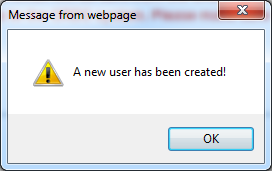 Message from webpage
A new user has been created!
OK